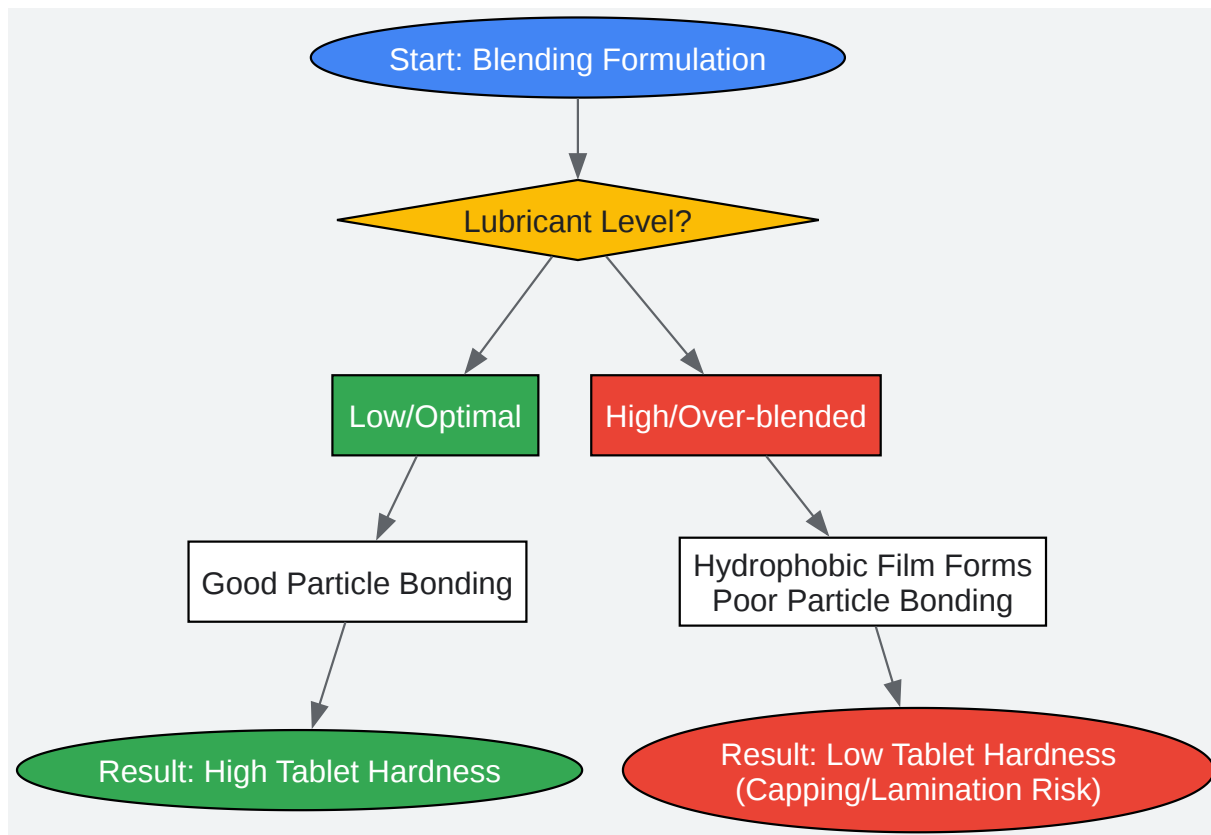 Start: Blending Formulation
Lubricant Level?
Low/Optimal
High/Over-blended
Good Particle Bonding
Hydrophobic Film Forms
Poor Particle Bonding
Result: High Tablet Hardness
Result: Low Tablet Hardness
(Capping/Lamination Risk)